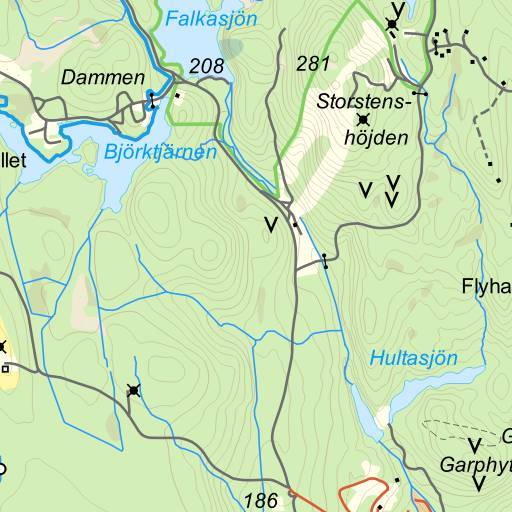 Falkasjön
208
281
Dammen
Storstens-
höjden
Björktjärnen
llet
Flyha
Hultasjön
G
Garphyt
186